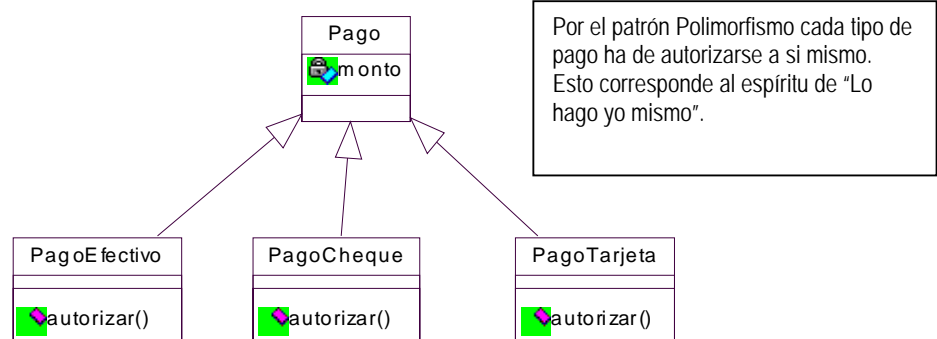 Pago
monto
Por el patrón Polimorfismo cada tipo de
pago ha de autorizarse a si mismo.
Esto corresponde al espíritu de “Lo
hago yo mismo”.
PagoEfectivo
autorizar()
PagoCheque
autorizar()
PagoTarjeta
autorizar()